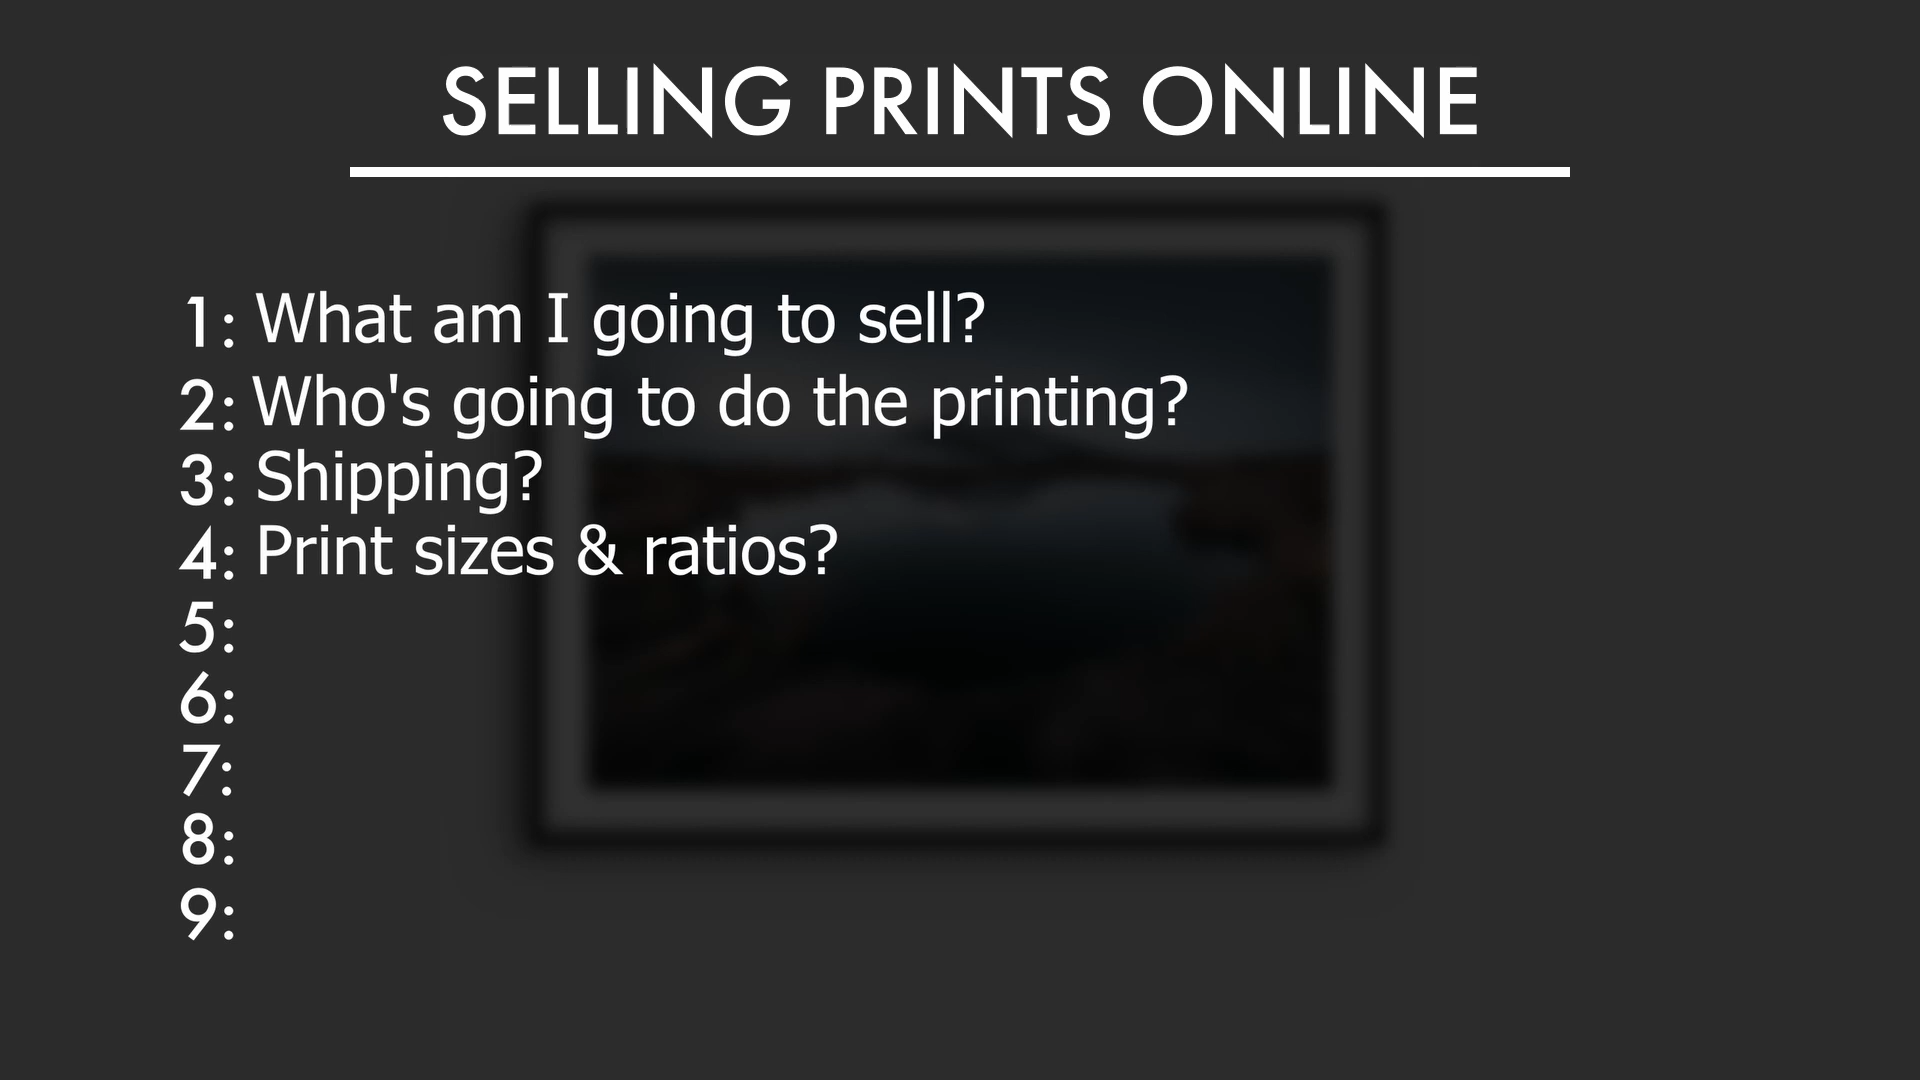 SELLING PRINTS ONLINE
1: What am I going to sell?
2: Who's going to do the printing?
3: Shipping?
4: Print sizes & ratios?
5:
6:
7:
8:
9: